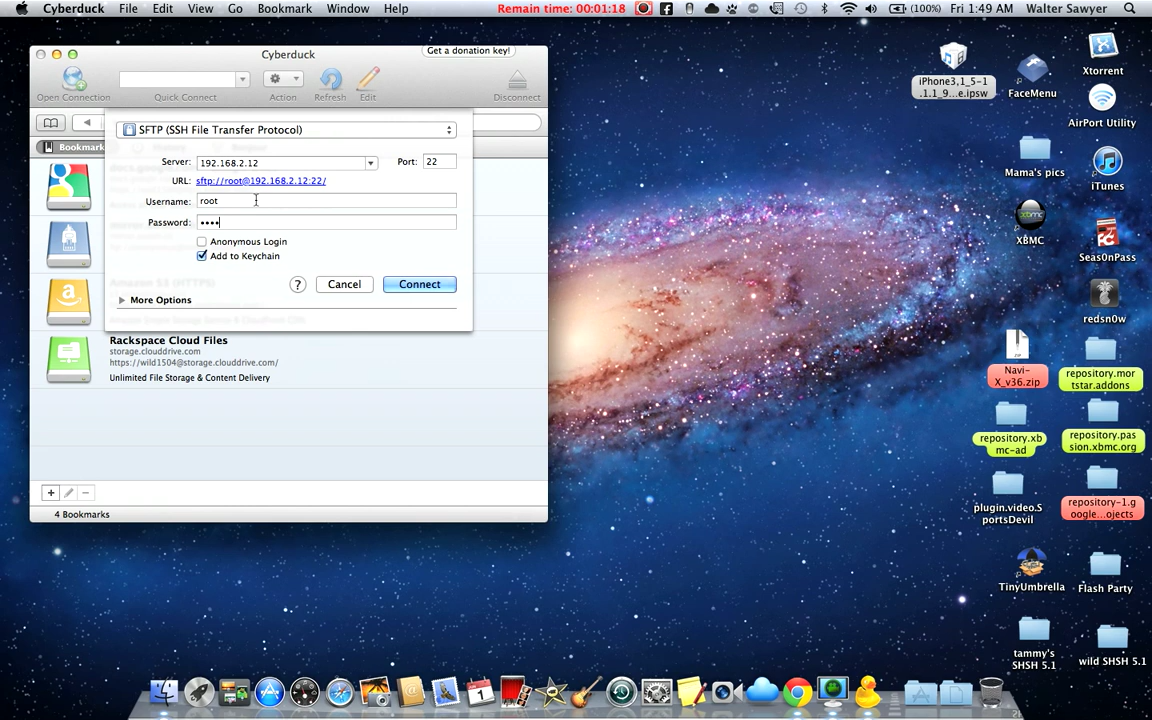 Cyberduck File Edit View Go Bookmark Window Help Remain time: 00:01:18 (100%) Fri 1:49 AM Walter Sawyer
Cyberduck
Get a donation key!
Open Connection Quick Connect Action Refresh Edit Disconnect
SFTP (SSH File Transfer Protocol)
Bookmark
Server: 192.168.2.12 Port: 22
URL: sftp://root@192.168.2.12:22/
Username: root
Password: ••••
Anonymous Login
Add to Keychain
? Cancel Connect
More Options
Rackspace Cloud Files
storage.clouddrive.com
https://wild1504@storage.clouddrive.com/
Unlimited File Storage & Content Delivery
4 Bookmarks
iPhone3,1_5-1
.1.1_9...e.ipsw
FaceMenu
Xtorrent
AirPort Utility
Mama's pics
iTunes
XBMC
Seas0nPass
redsn0w
ZIP
Navi-
X_v36.zip
repository.mor
tstar.addons
repository.xb
mc-ad
repository.pas
sion.xbmc.org
plugin.video.S
portsDevil
repository-1.g
oogle...ojects
TinyUmbrella
Flash Party
tammy's
SHSH 5.1
wild SHSH 5.1